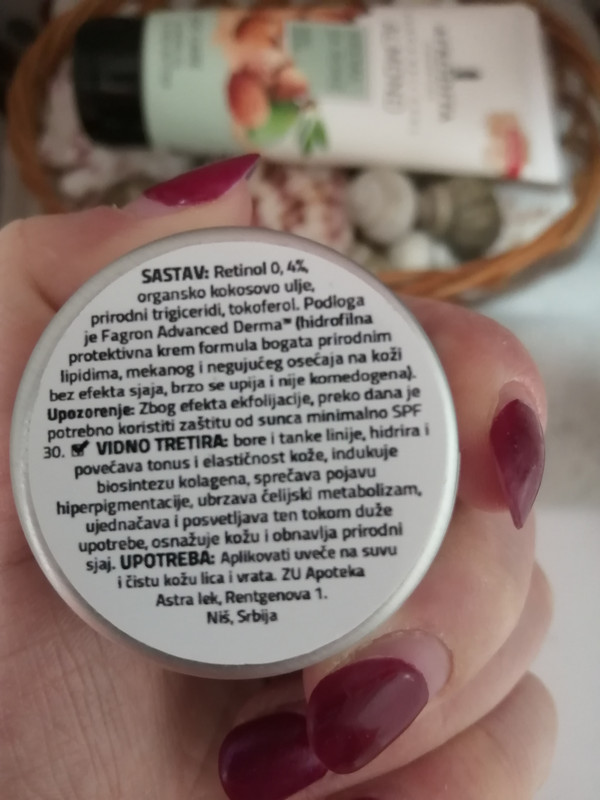 SASTAV: Retinol 0, 4%,
organsko kokosovo ulje,
prirodni trigiceridi, tokoferol. Podloga
je Fagron Advanced Derma™ (hidrofilna
protektivna krem formula bogata prirodnim
lipidima, mekanog i negujućeg osećaja na koži
bez efekta sjaja, brzo se upija i nije komedogena).
Upozorenje: Zbog efekta ekfolijacije, preko dana je
potrebno koristiti zaštitu od sunca minimalno SPF
30. ☑ VIDNO TRETIRA: bore i tanke linije, hidrira i
povečava tonus i elastičnost kože, indukuje
biosintezu kolagena, sprečava pojavu
hiperpigmentacije, ubrzava čelijski metabolizam,
ujednačava i posvetljava ten tokom duže
upotrebe, osnažuje kožu i obnavlja prirodni
sjaj. UPOTREBA: Aplikovati uveče na suvu
i čistu kožu lica i vrata. ZU Apoteka
Astra lek, Rentgenova 1.
Niš, Srbija
ALMOND